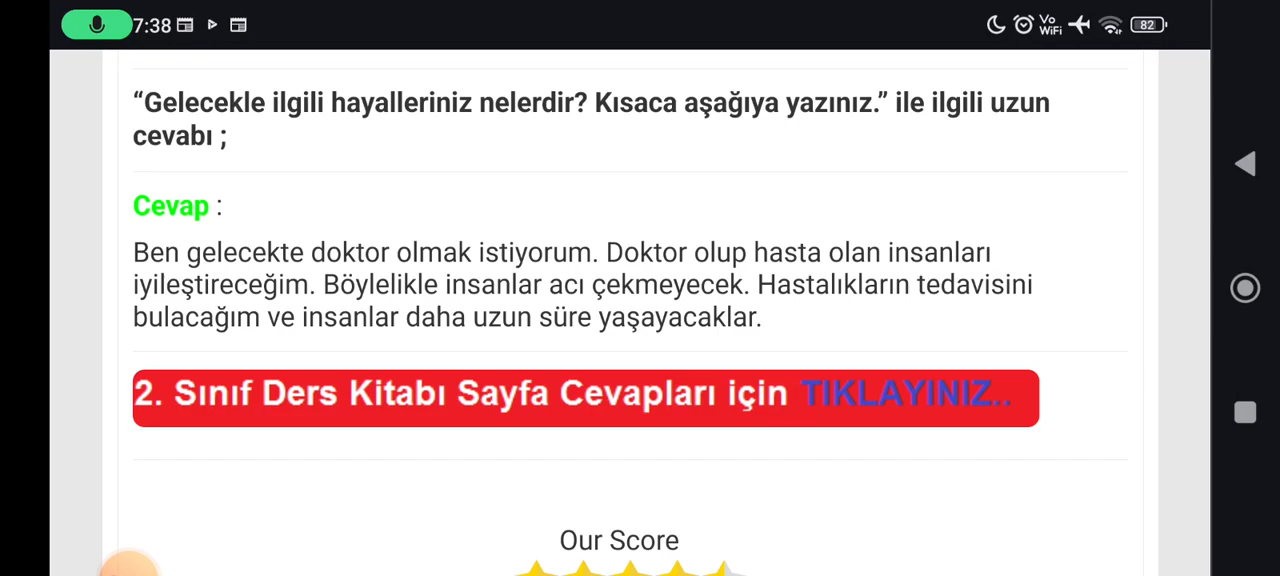 7:38
Vo
WiFi
82
“Gelecekle ilgili hayalleriniz nelerdir? Kısaca aşağıya yazınız.” ile ilgili uzun
cevabı ;
Cevap :
Ben gelecekte doktor olmak istiyorum. Doktor olup hasta olan insanları
iyileştireceğim. Böylelikle insanlar acı çekmeyecek. Hastalıkların tedavisini
bulacağım ve insanlar daha uzun süre yaşayacaklar.
2. Sınıf Ders Kitabı Sayfa Cevapları için TIKLAYINIZ..
Our Score